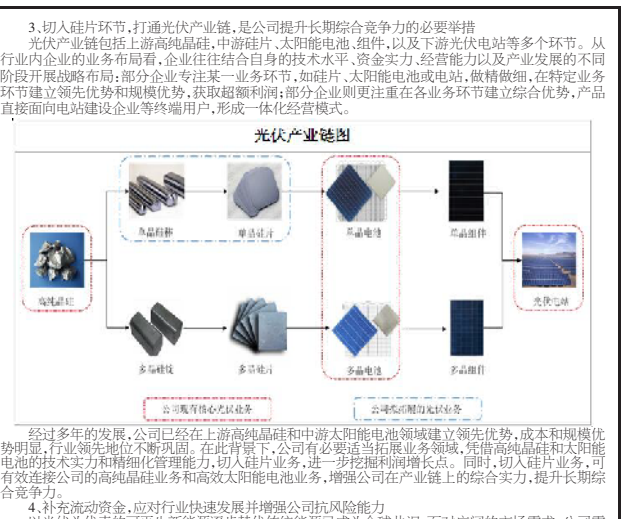 3、切入硅片环节,打通光伏产业链,是公司提升长期综合竞争力的必要举措
光伏产业链包括上游高纯晶硅,中游硅片、太阳能电池、组件,以及下游光伏电站等多个环节。从
行业内企业的业务布局看,企业往往结合自身的技术水平、资金实力、经营能力以及产业发展的不同
阶段开展战略布局:部分企业专注某一业务环节,如硅片、太阳能电池或电站,做精做细,在特定业务
环节建立领先优势和规模优势,获取超额利润;部分企业则更注重在各业务环节建立综合优势,产品
直接面向电站建设企业等终端用户,形成一体化经营模式。
光伏产业链图
单晶硅棒
单晶硅片
单晶电池
单晶组件
高纯晶硅
光伏电站
多晶硅锭
多晶硅片
多晶电池
多晶组件
公司现有核心光伏业务
公司拟拓展的光伏业务
经过多年的发展,公司已经在上游高纯晶硅和中游太阳能电池领域建立领先优势,成本和规模优
势明显,行业领先地位不断巩固。在此背景下,公司有必要适当拓展业务领域,凭借高纯晶硅和太阳能
电池的技术实力和精细化管理能力,切入硅片业务,进一步挖掘利润增长点。同时,切入硅片业务,可
有效连接公司的高纯晶硅业务和高效太阳能电池业务,增强公司在产业链上的综合实力,提升长期综
合竞争力。
4、补充流动资金,应对行业快速发展并增强公司抗风险能力